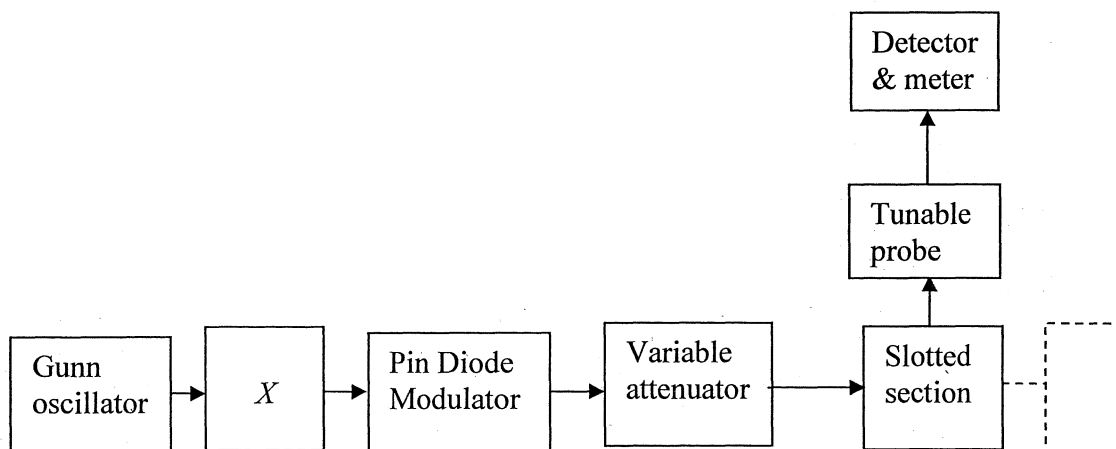 Detector
& meter
Tunable
probe
Gunn
oscillator
X
Pin Diode
Modulator
Variable
attenuator
Slotted
section